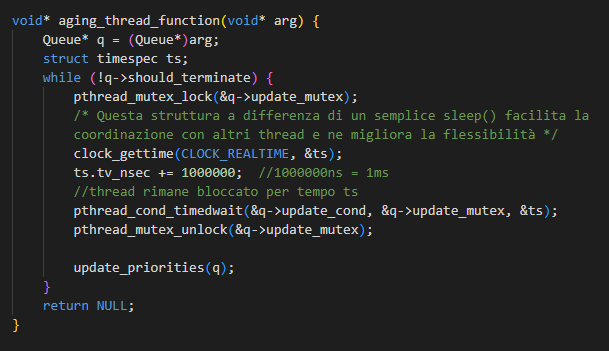 void* aging_thread_function(void* arg) {
    Queue* q = (Queue*)arg;
    struct timespec ts;
    while (!q->should_terminate) {
        pthread_mutex_lock(&q->update_mutex);
        /* Questa struttura a differenza di un semplice sleep() facilita la
        coordinazione con altri thread e ne migliora la flessibilità */
        clock_gettime(CLOCK_REALTIME, &ts);
        ts.tv_nsec += 1000000;  //1000000ns = 1ms
        //thread rimane bloccato per tempo ts
        pthread_cond_timedwait(&q->update_cond, &q->update_mutex, &ts);
        pthread_mutex_unlock(&q->update_mutex);

        update_priorities(q);
    }
    return NULL;
}